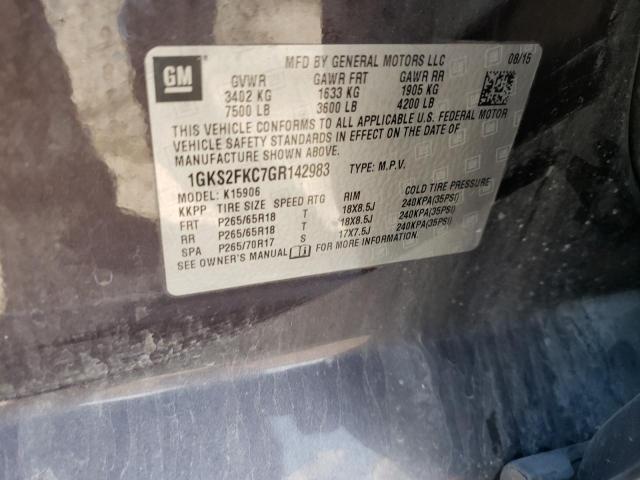 GM
MFD BY GENERAL MOTORS LLC 08/15
GVWR GAWR FRT GAWR RR
3402 KG 1633 KG 1905 KG
7500 LB 3600 LB 4200 LB
THIS VEHICLE CONFORMS TO ALL APPLICABLE U.S. FEDERAL MOTOR
VEHICLE SAFETY STANDARDS IN EFFECT ON THE DATE OF
MANUFACTURE SHOWN ABOVE.
1GKS2FKC7GR142983 TYPE: M.P.V.
MODEL: K15906
KKPP TIRE SIZE SPEED RTG RIM COLD TIRE PRESSURE
FRT P265/65R18 T 18X8.5J 240KPA(35PSI)
RR P265/65R18 T 18X8.5J 240KPA(35PSI)
SPA P265/70R17 S 17X7.5J 240KPA(35PSI)
SEE OWNER'S MANUAL FOR MORE INFORMATION.